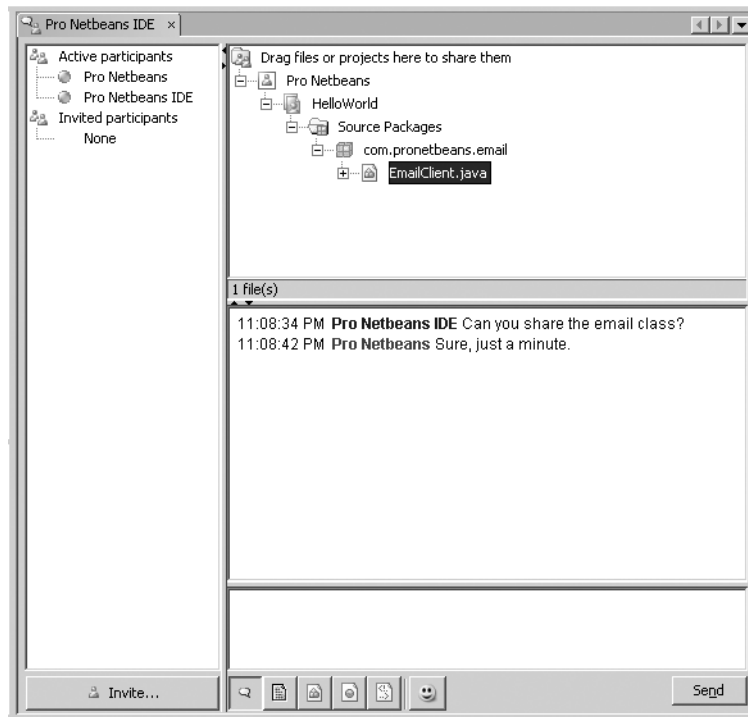 Pro Netbeans IDE ×
Active participants
Pro Netbeans
Pro Netbeans IDE
Invited participants
None
Invite...
Drag files or projects here to share them
Pro Netbeans
HelloWorld
Source Packages
com.pronetbeans.email
EmailClient.java
1 file(s)
11:08:34 PM Pro Netbeans IDE Can you share the email class?
11:08:42 PM Pro Netbeans Sure, just a minute.
Send